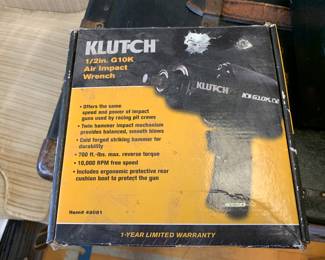 KLUTCH
1/2in. G10K
Air Impact
Wrench
KLUTCH
• Offers the same
speed and power of impact
guns used by racing pit crews
• Twin hammer impact mechanism
provides balanced, smooth blows
• Cold forged striking hammer for
durability
• 700 ft.-lbs. max. reverse torque
• 10,000 RPM free speed
• Includes ergonomic protective rear
cushion boot to protect the gun
1-YEAR LIMITED WARRANTY